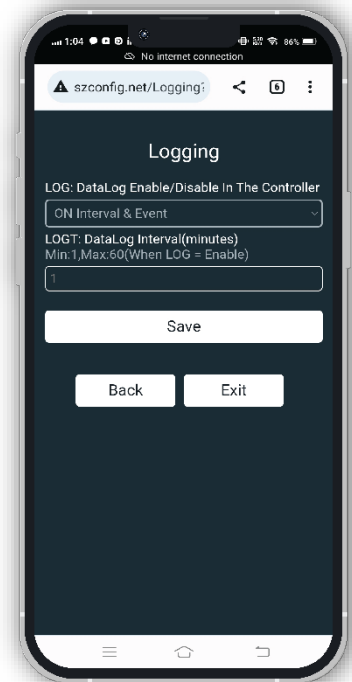 1:04
86%
No internet connection
szconfig.net/Logging?
6
Logging
LOG: DataLog Enable/Disable In The Controller
ON Interval & Event
LOGT: DataLog Interval(minutes)
Min:1,Max:60(When LOG = Enable)
1
Save
Back Exit